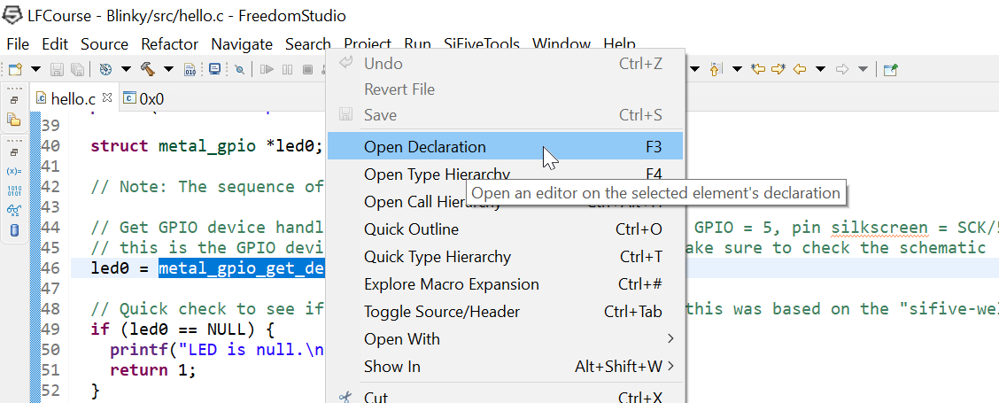 LFCourse - Blinky/src/hello.c - FreedomStudio
File Edit Source Refactor Navigate Search Project Run SiFiveTools Window Help
hello.c 0x0
39
40 struct metal_gpio *led0;
41
42 // Note: The sequence of
43
44 // Get GPIO device handl GPIO = 5, pin silkscreen = SCK/5
45 // this is the GPIO devi ake sure to check the schematic
46 led0 = metal_gpio_get_de
47
48 // Quick check to see if this was based on the "sifive-wel
49 if (led0 == NULL) {
50 printf("LED is null.\n
51 return 1;
52 }
Undo Ctrl+Z
Revert File
Save Ctrl+S
Open Declaration F3
Open Type Hierarchy F4
Open an editor on the selected element's declaration
Open Call Hierarchy Ctrl+Alt+H
Quick Outline Ctrl+O
Quick Type Hierarchy Ctrl+T
Explore Macro Expansion Ctrl+#
Toggle Source/Header Ctrl+Tab
Open With
Show In Alt+Shift+W
Cut Ctrl+X